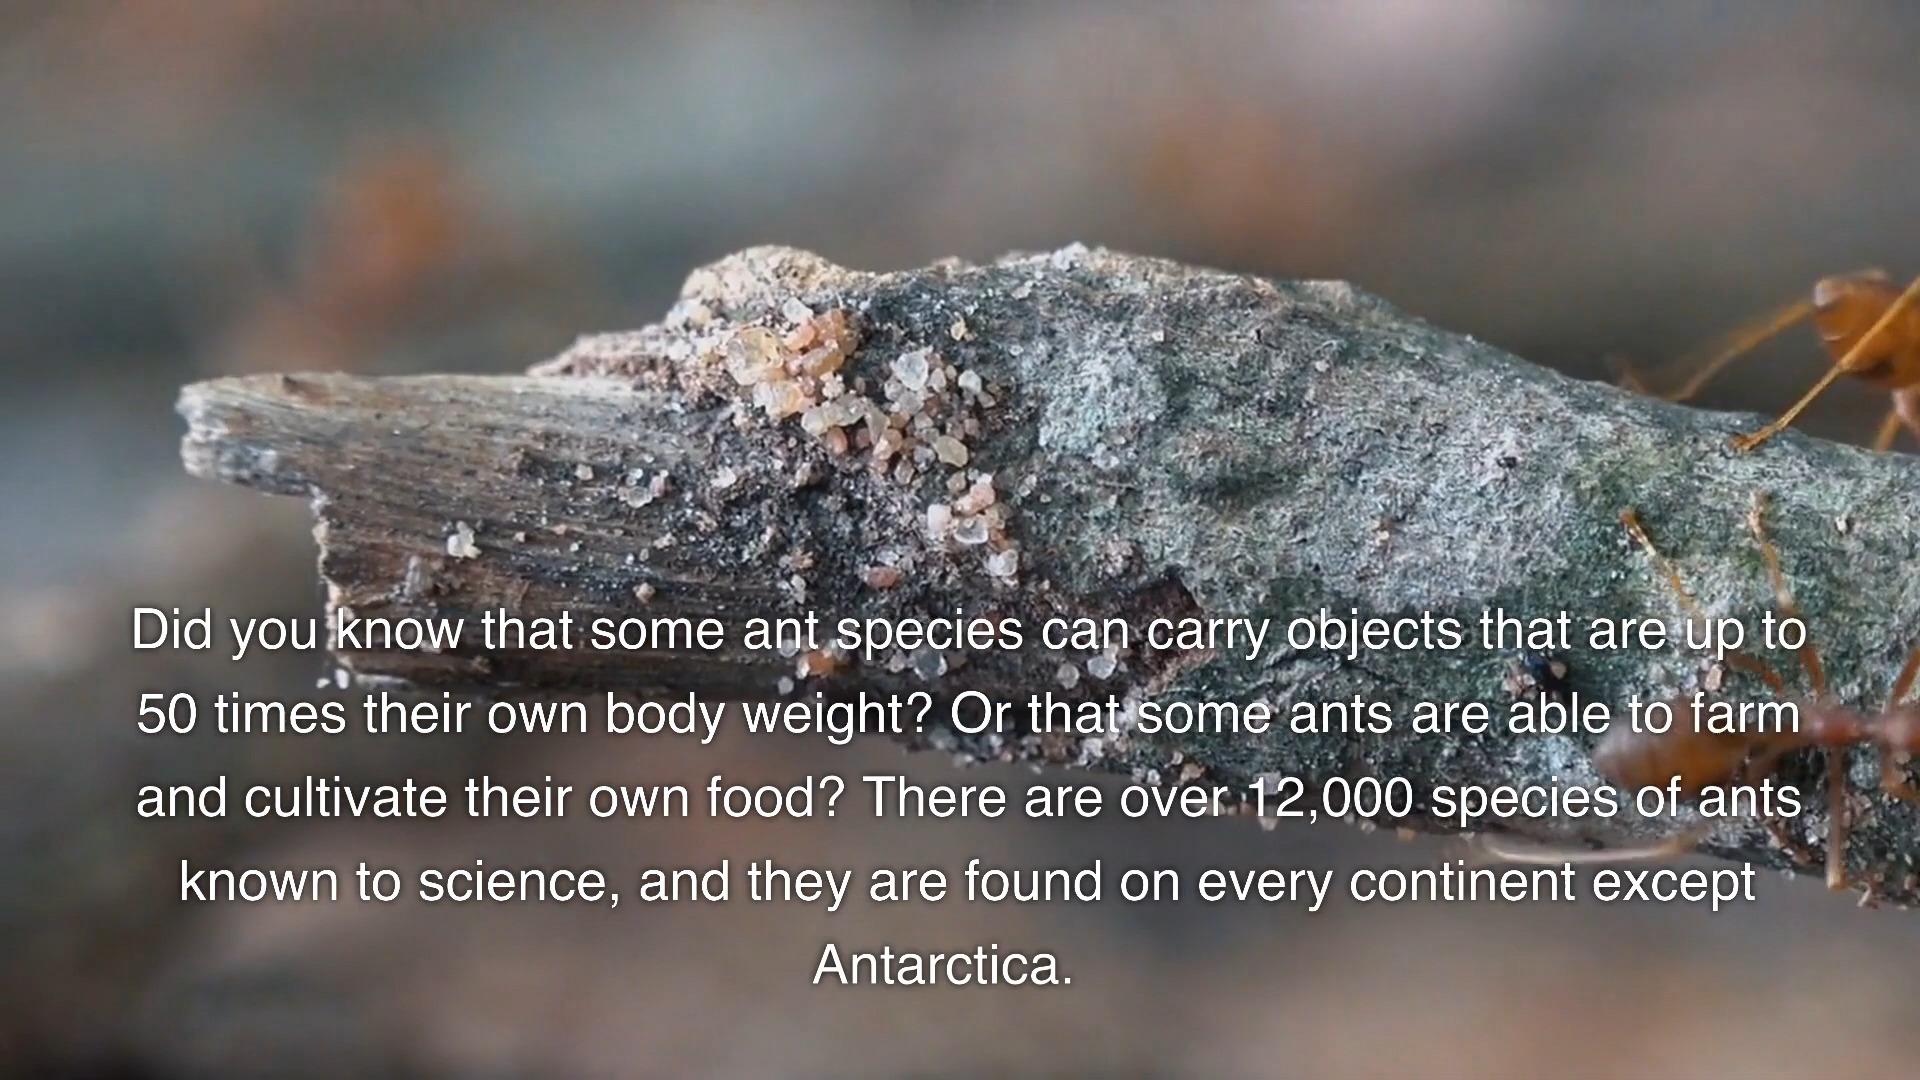 Did you know that some ant species can carry objects that are up to
50 times their own body weight? Or that some ants are able to farm
and cultivate their own food? There are over 12,000 species of ants
known to science, and they are found on every continent except
Antarctica.